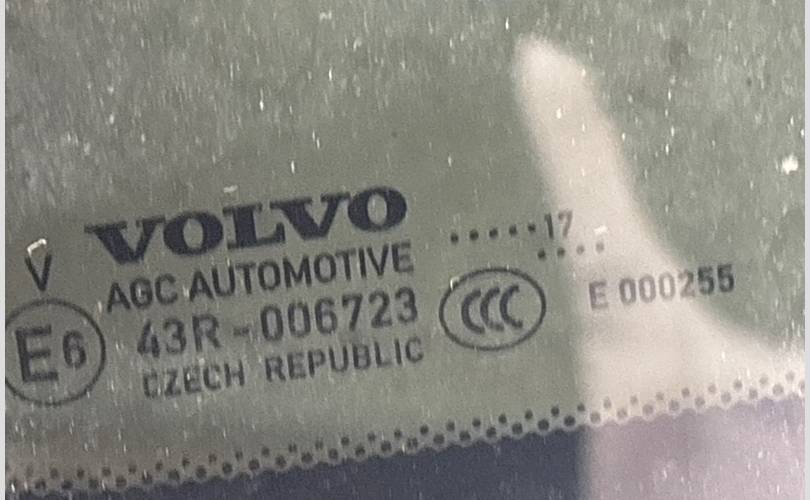 VOLVO
·····17
····
V
AGC AUTOMOTIVE
E6
43R-006723
CCC
E 000255
CZECH REPUBLIC